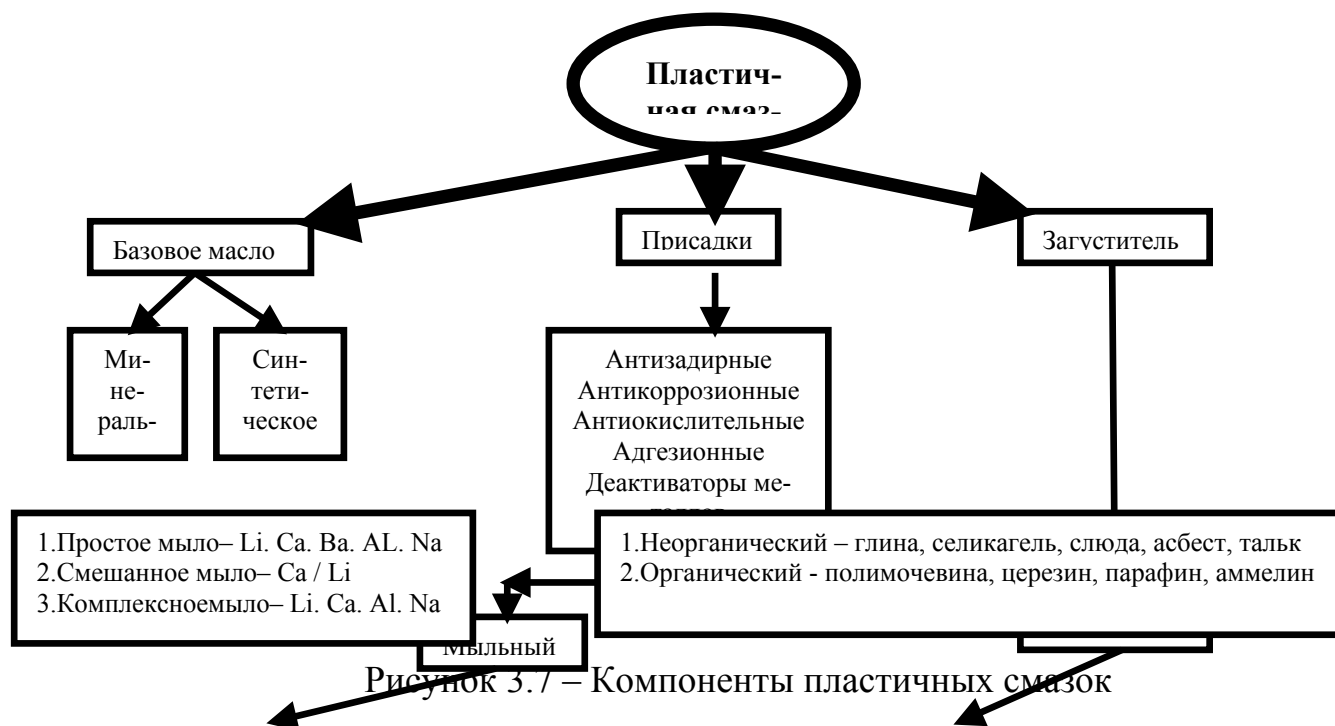 Пластич-
ная смаз-
Базовое масло
Присадки
Загуститель
Ми-
не-
раль-
Син-
тети-
ческое
Антизадирные
Антикоррозионные
Антиокислительные
Адгезионные
Деактиваторы ме-
1.Простое мыло– Li. Ca. Ba. AL. Na
2.Смешанное мыло– Ca / Li
3.Комплексноемыло– Li. Ca. Al. Na
1.Неорганический – глина, селикагель, слюда, асбест, тальк
2.Органический - полимочевина, церезин, парафин, аммелин
Мыльный
Рисунок 3.7 – Компоненты пластичных смазок